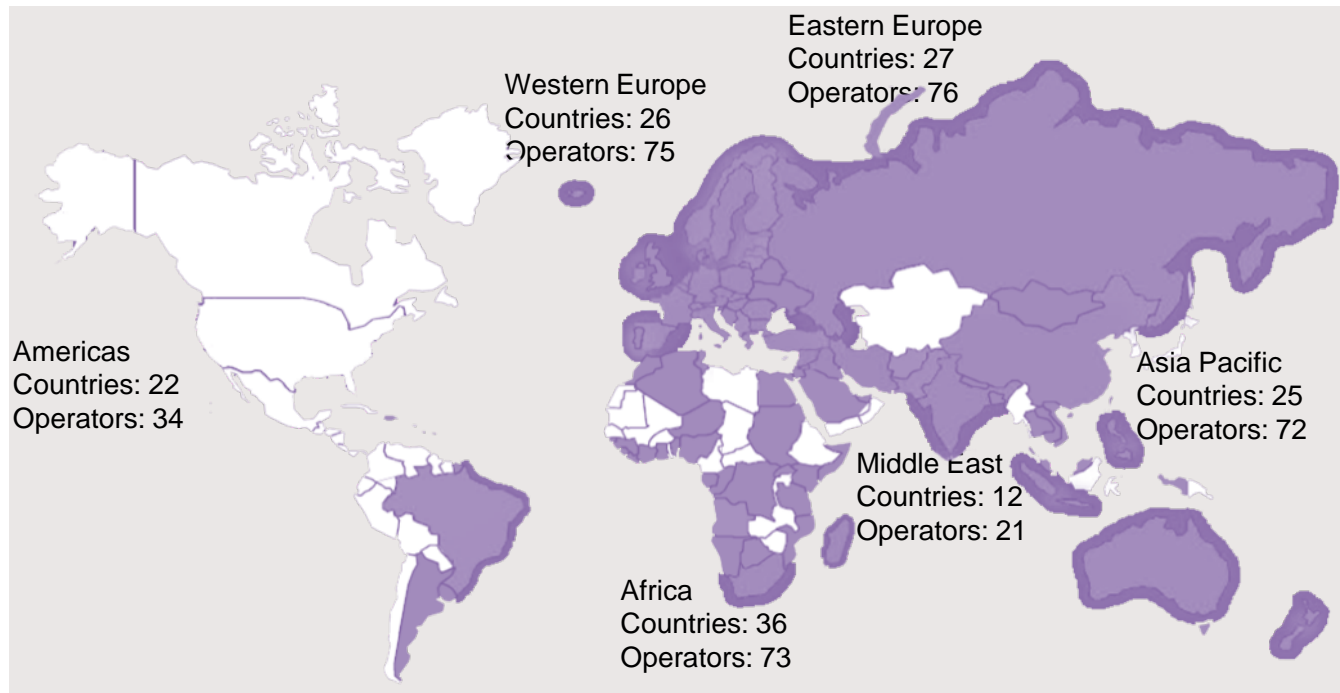 Eastern Europe
Countries: 27
Operators: 76
Western Europe
Countries: 26
Operators: 75
Americas
Countries: 22
Operators: 34
Asia Pacific
Countries: 25
Operators: 72
Middle East
Countries: 12
Operators: 21
Africa
Countries: 36
Operators: 73